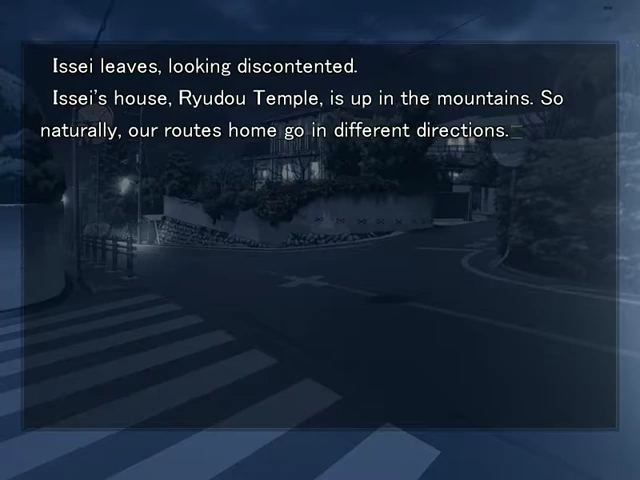 Issei leaves, looking discontented.
Issei's house, Ryudou Temple, is up in the mountains. So
naturally, our routes home go in different directions.